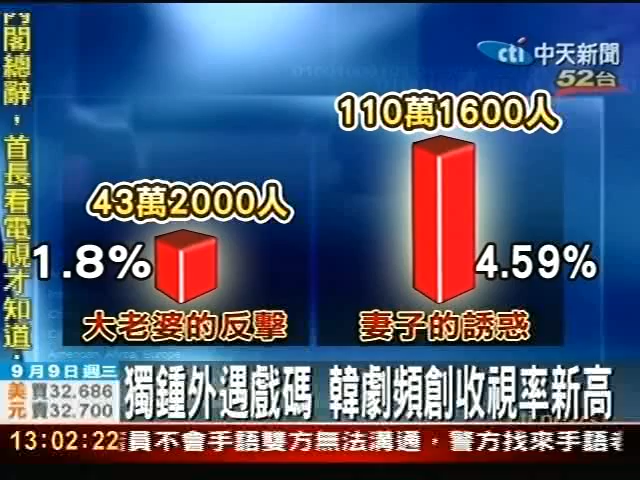 cti 中天新聞
52台
110萬1600人
43萬2000人
1.8%
4.59%
大老婆的反擊
妻子的誘惑
閣總辭，首長看電視才知道
9月9日週三
美元
買32.686
賣32.700
獨鍾外遇戲碼 韓劇頻創收視率新高
13:02:22
員不會手語雙方無法溝通，警方找來手語